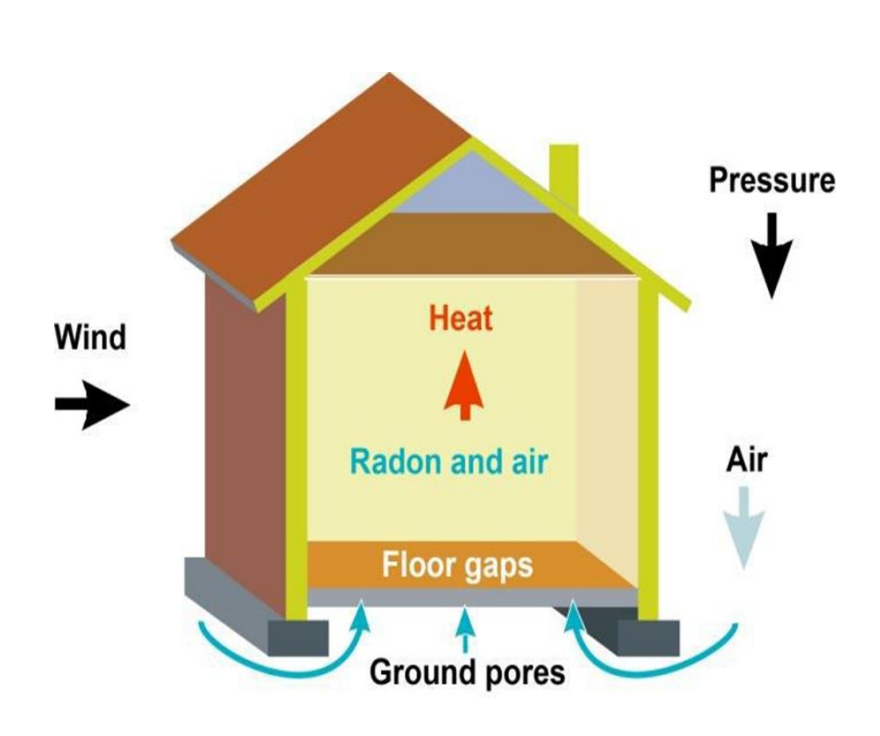 Pressure
Heat
Wind
Radon and air
Air
Floor gaps
Ground pores